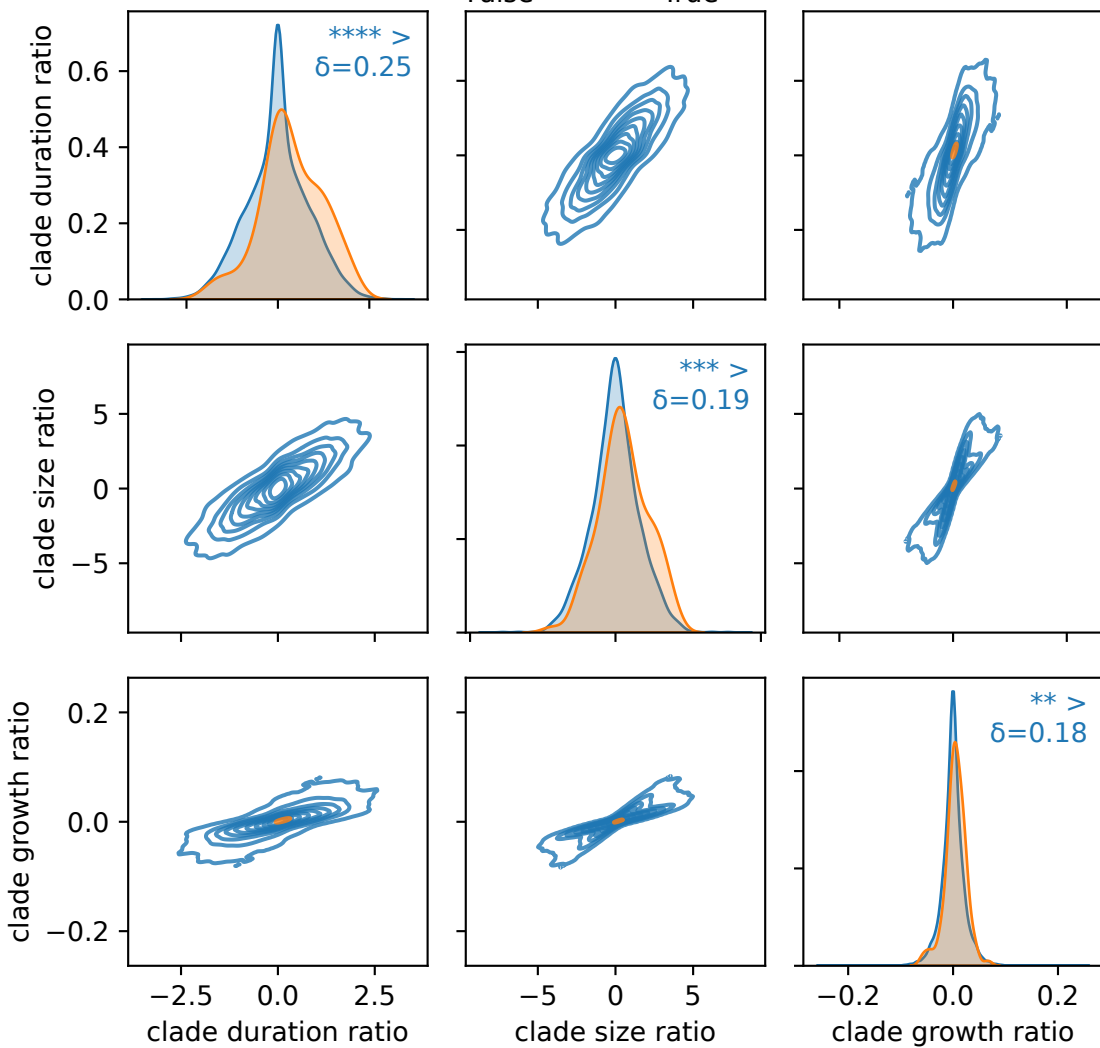 **** >
δ=0.25
clade duration ratio
0.6
0.4
0.2
0.0
*** >
δ=0.19
clade size ratio
5
0
−5
** >
δ=0.18
clade growth ratio
0.2
0.0
−0.2
−2.5 0.0 2.5 −5 0 5 −0.2 0.0 0.2
clade duration ratio clade size ratio clade growth ratio